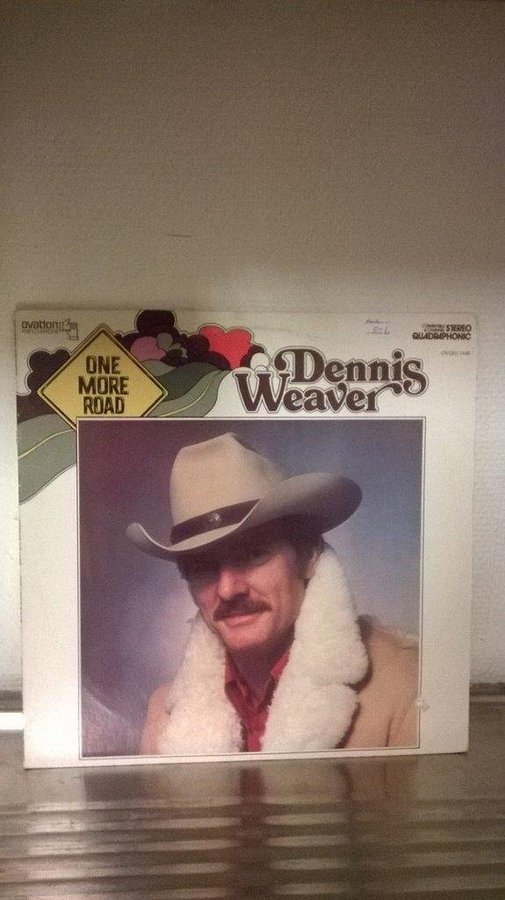 ovation
RECORDS
ONE
MORE
ROAD
Dennis
Weaver
STEREO
QUADRAPHONIC